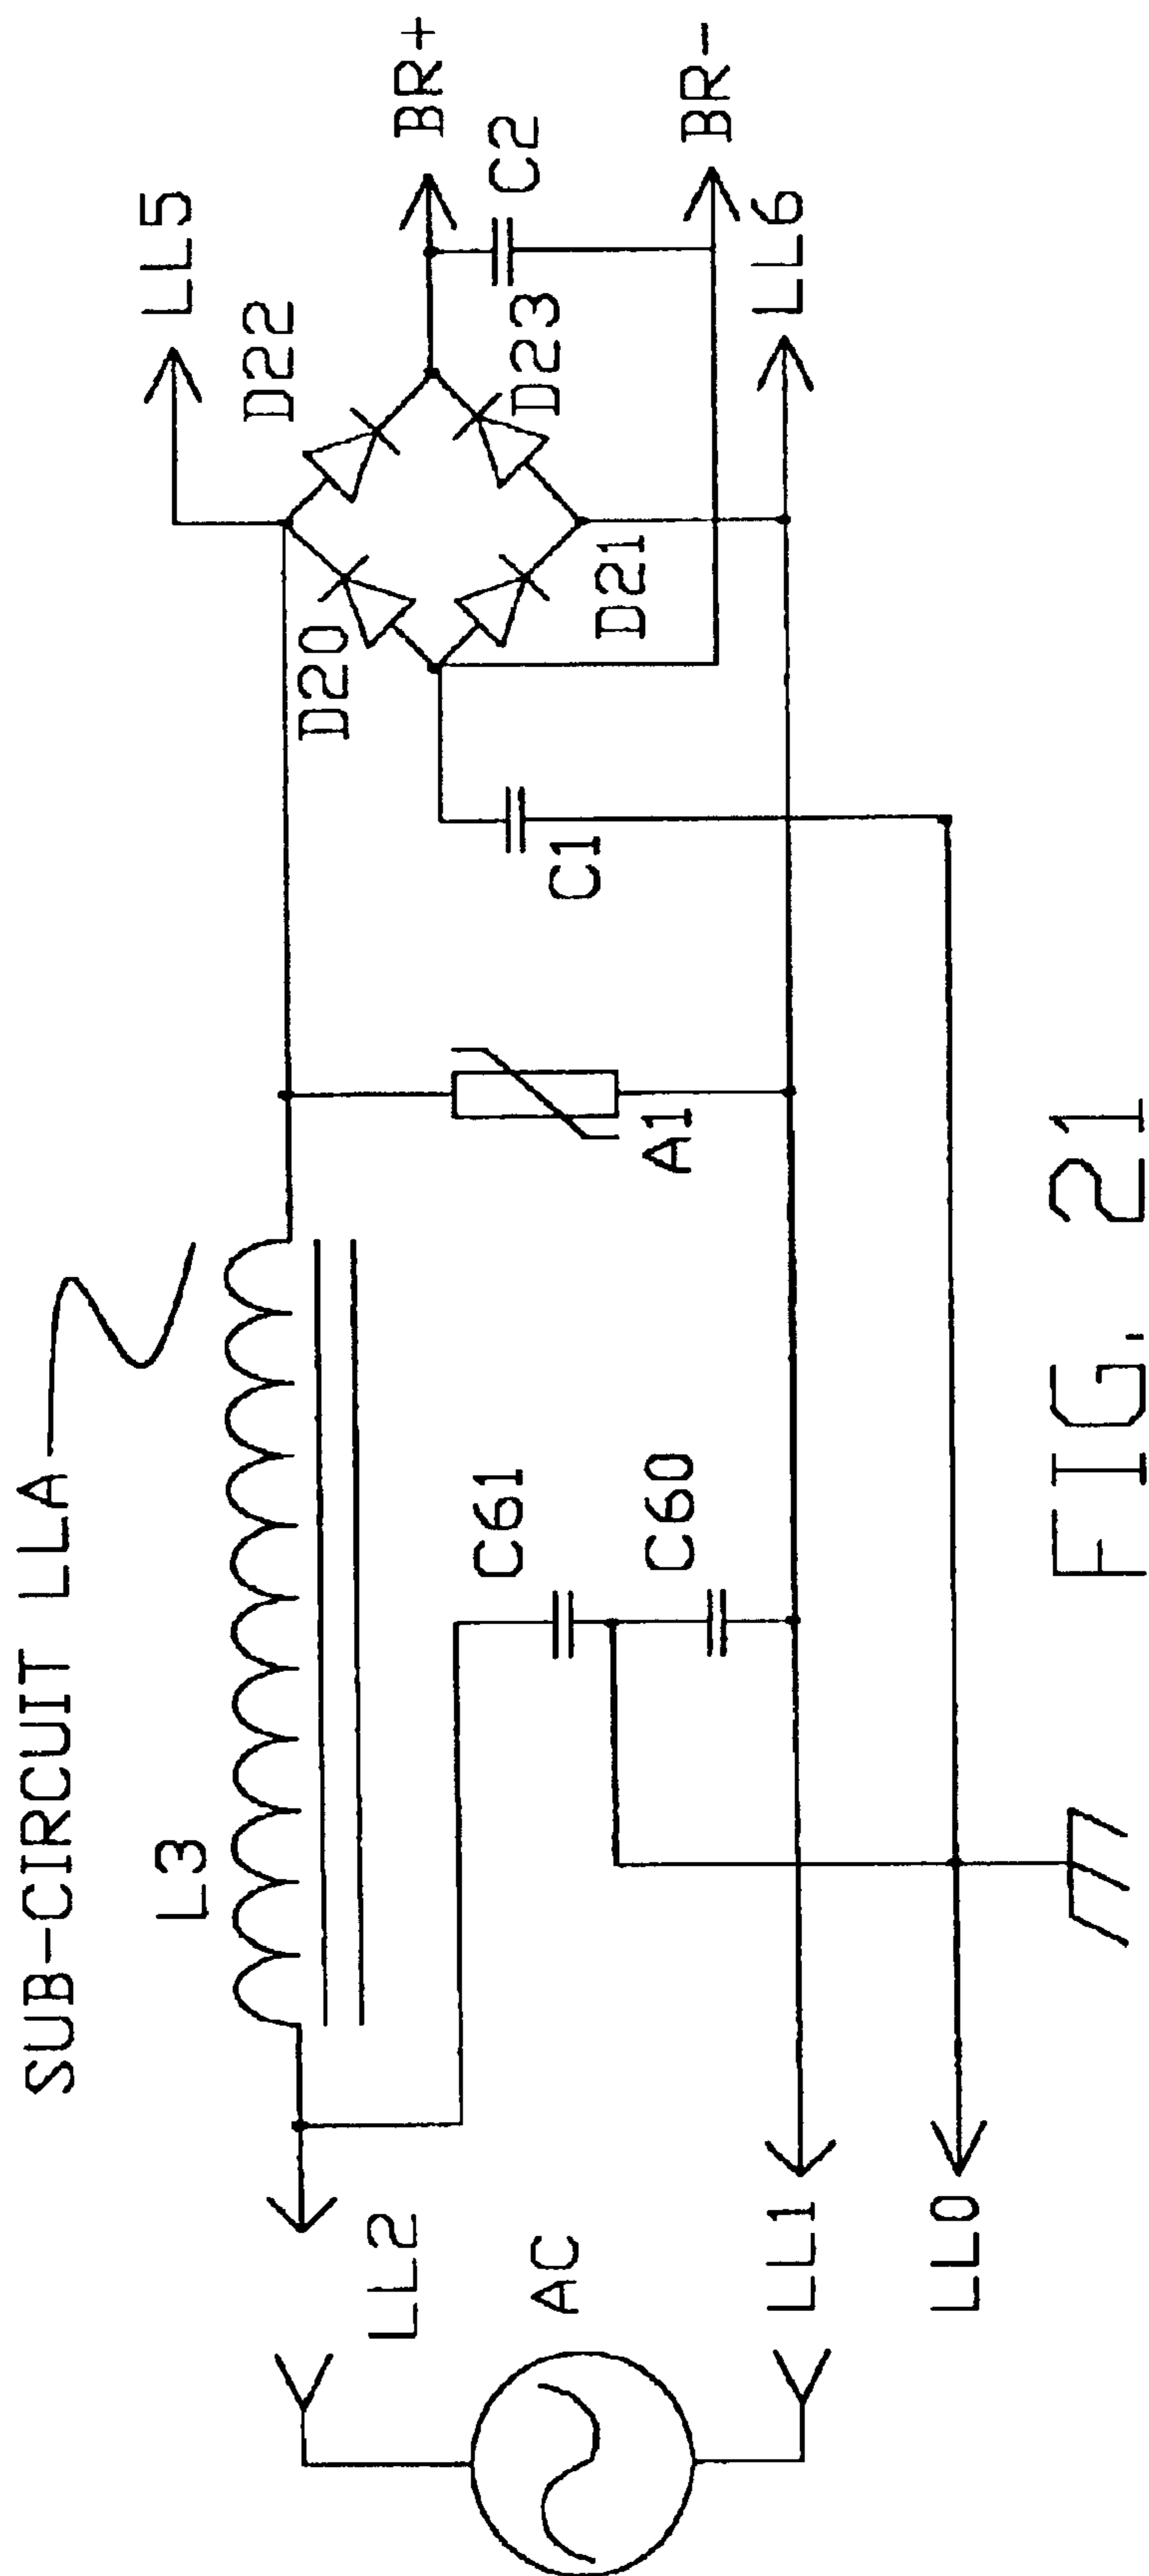 SUB-CIRCUIT LLA
L3
LL5
D22
BR+
C2
D23
D20
D21
BR-
LL6
C1
A1
C61
C60
LL2
AC
LL1
LL0
FIG. 21